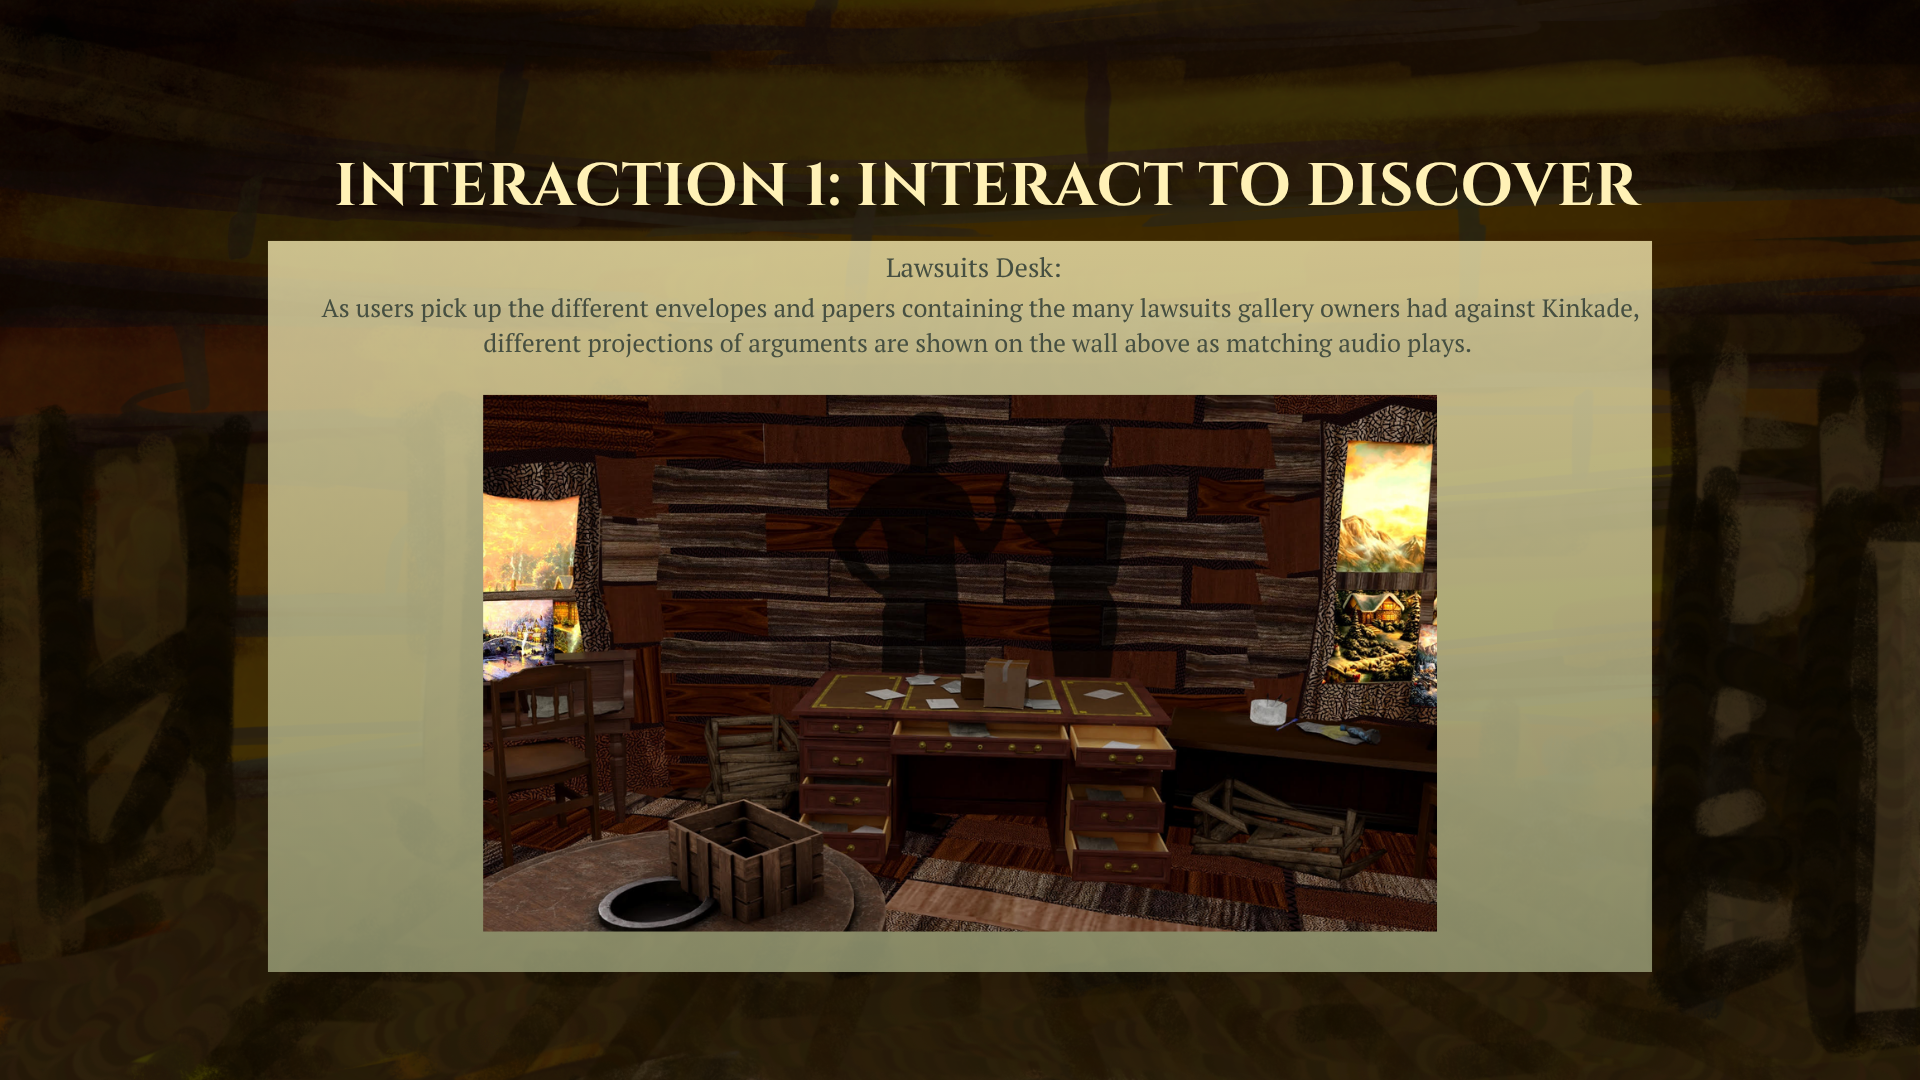 INTERACTION 1: INTERACT TO DISCOVER
Lawsuits Desk:
As users pick up the different envelopes and papers containing the many lawsuits gallery owners had against Kinkade,
different projections of arguments are shown on the wall above as matching audio plays.